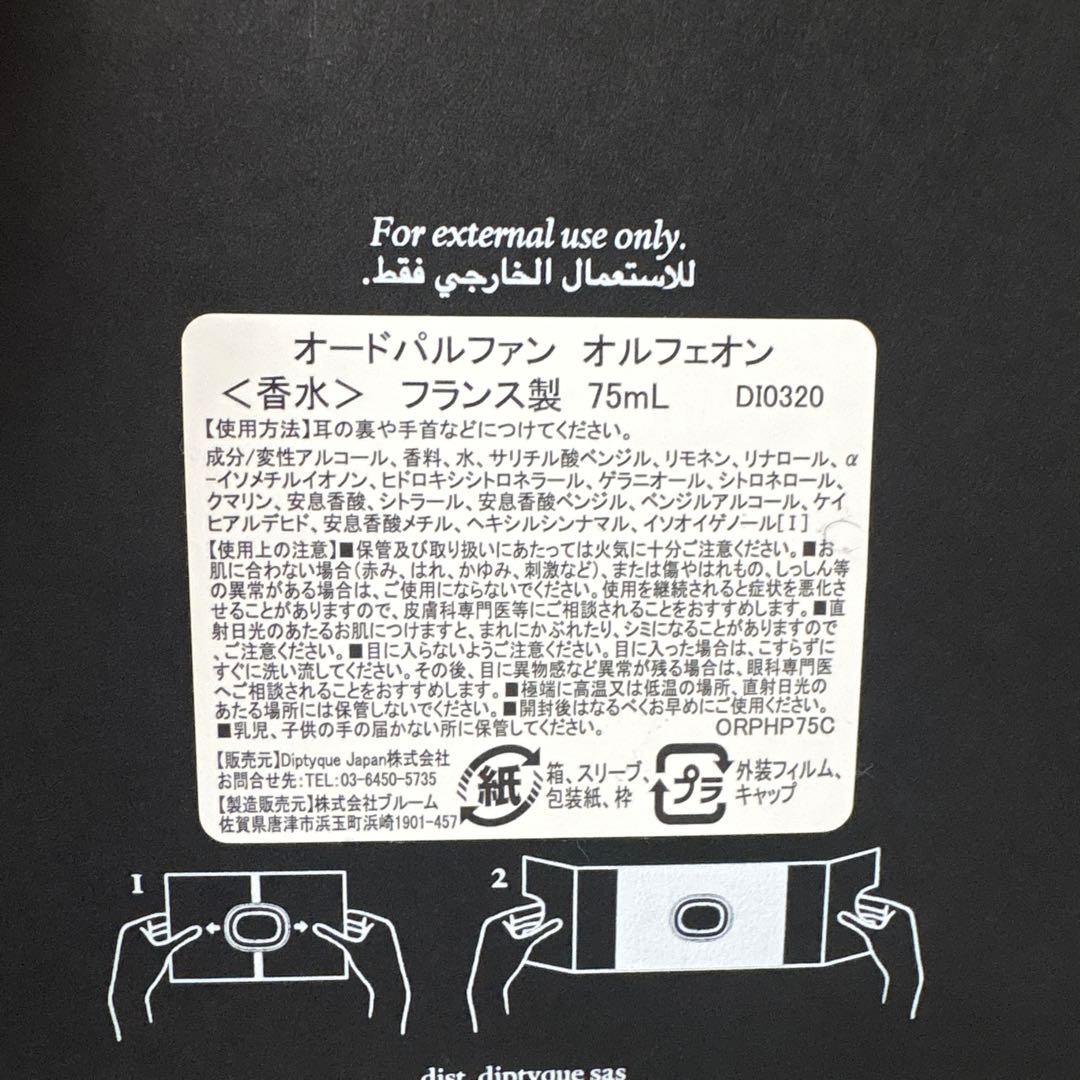 For external use only.
للاستعمال الخارجي فقط.
オードパルファン オルフェオン
<香水> フランス製 75mL DI0320
【使用方法】耳の裏や手首などにつけてください。
成分/変性アルコール、香料、水、サリチル酸ベンジル、リモネン、リナロール、α
-イソメチルイオノン、ヒドロキシシトロネラール、ゲラニオール、シトロネロール、
クマリン、安息香酸、シトラール、安息香酸ベンジル、ベンジルアルコール、ケイ
ヒアルデヒド、安息香酸メチル、ヘキシルシンナマル、イソオイゲノール[I]
【使用上の注意】■保管及び取り扱いにあたっては火気に十分ご注意ください。■お
肌に合わない場合(赤み、はれ、かゆみ、刺激など)、または傷やはれもの、しっしん等
の異常がある場合は、ご使用にならないでください。使用を継続されると症状を悪化さ
せることがありますので、皮膚科専門医等にご相談されることをおすすめします。■直
射日光のあたるお肌につけますと、まれにかぶれたり、シミになることがありますので
、ご注意ください。■目に入らないようご注意ください。目に入った場合は、こすらずに
すぐに洗い流してください。その後、目に異物感など異常が残る場合は、眼科専門医
へご相談されることをおすすめします。■極端に高温又は低温の場所、直射日光の
あたる場所には保管しないでください。■開封後はなるべくお早めにご使用ください。
■乳児、子供の手の届かない所に保管してください。 ORPHP75C
【販売元】Diptyque Japan株式会社
お問合せ先:TEL:03-6450-5735
【製造販売元】株式会社ブルーム
佐賀県唐津市浜玉町浜崎1901-457
紙
箱、スリーブ、
包装紙、枠
プラ
外装フィルム、
キャップ
1
2
dist. diptyque sas